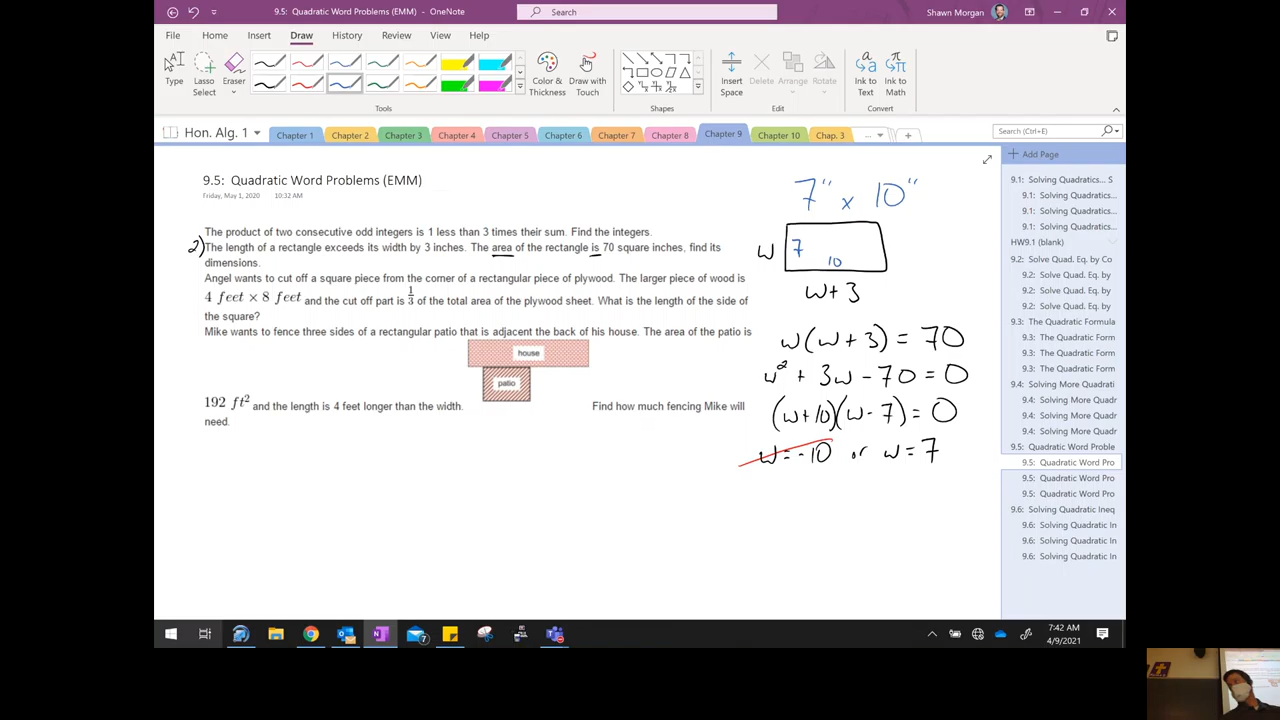 9.5: Quadratic Word Problems (EMM) - OneNote
Search
Shawn Morgan
File Home Insert Draw History Review View Help
Type
Lasso Select
Eraser
Color & Thickness
Draw with Touch
Insert Space
Delete
Arrange
Rotate
Ink to Text
Ink to Math
Tools
Shapes
Edit
Convert
Hon. Alg. 1
Chapter 1 Chapter 2 Chapter 3 Chapter 4 Chapter 5 Chapter 6 Chapter 7 Chapter 8 Chapter 9 Chapter 10 Chap. 3 ...
Search (Ctrl+E)
Add Page
9.5: Quadratic Word Problems (EMM)
Friday, May 1, 2020 10:32 AM
The product of two consecutive odd integers is 1 less than 3 times their sum. Find the integers.
2) The length of a rectangle exceeds its width by 3 inches. The area of the rectangle is 70 square inches, find its
dimensions.
Angel wants to cut off a square piece from the corner of a rectangular piece of plywood. The larger piece of wood is
4 feet × 8 feet and the cut off part is 1/3 of the total area of the plywood sheet. What is the length of the side of
the square?
Mike wants to fence three sides of a rectangular patio that is adjacent the back of his house. The area of the patio is
house
patio
192 ft² and the length is 4 feet longer than the width. Find how much fencing Mike will
need.
7" x 10"
w 7
10
w+3
w(w+3) = 70
w² + 3w - 70 = 0
(w+10)(w-7) = 0
w = -10 or w = 7
9.1: Solving Quadratics... S
9.1: Solving Quadratics...
9.1: Solving Quadratics...
9.1: Solving Quadratics...
HW9.1 (blank)
9.2: Solve Quad. Eq. by Co
9.2: Solve Quad. Eq. by
9.2: Solve Quad. Eq. by
9.2: Solve Quad. Eq. by
9.3: The Quadratic Formula
9.3: The Quadratic Form
9.3: The Quadratic Form
9.3: The Quadratic Form
9.4: Solving More Quadrati
9.4: Solving More Quadr
9.4: Solving More Quadr
9.4: Solving More Quadr
9.5: Quadratic Word Proble
9.5: Quadratic Word Pro
9.5: Quadratic Word Pro
9.5: Quadratic Word Pro
9.6: Solving Quadratic Ineq
9.6: Solving Quadratic In
9.6: Solving Quadratic In
9.6: Solving Quadratic In
7
7:42 AM
4/9/2021